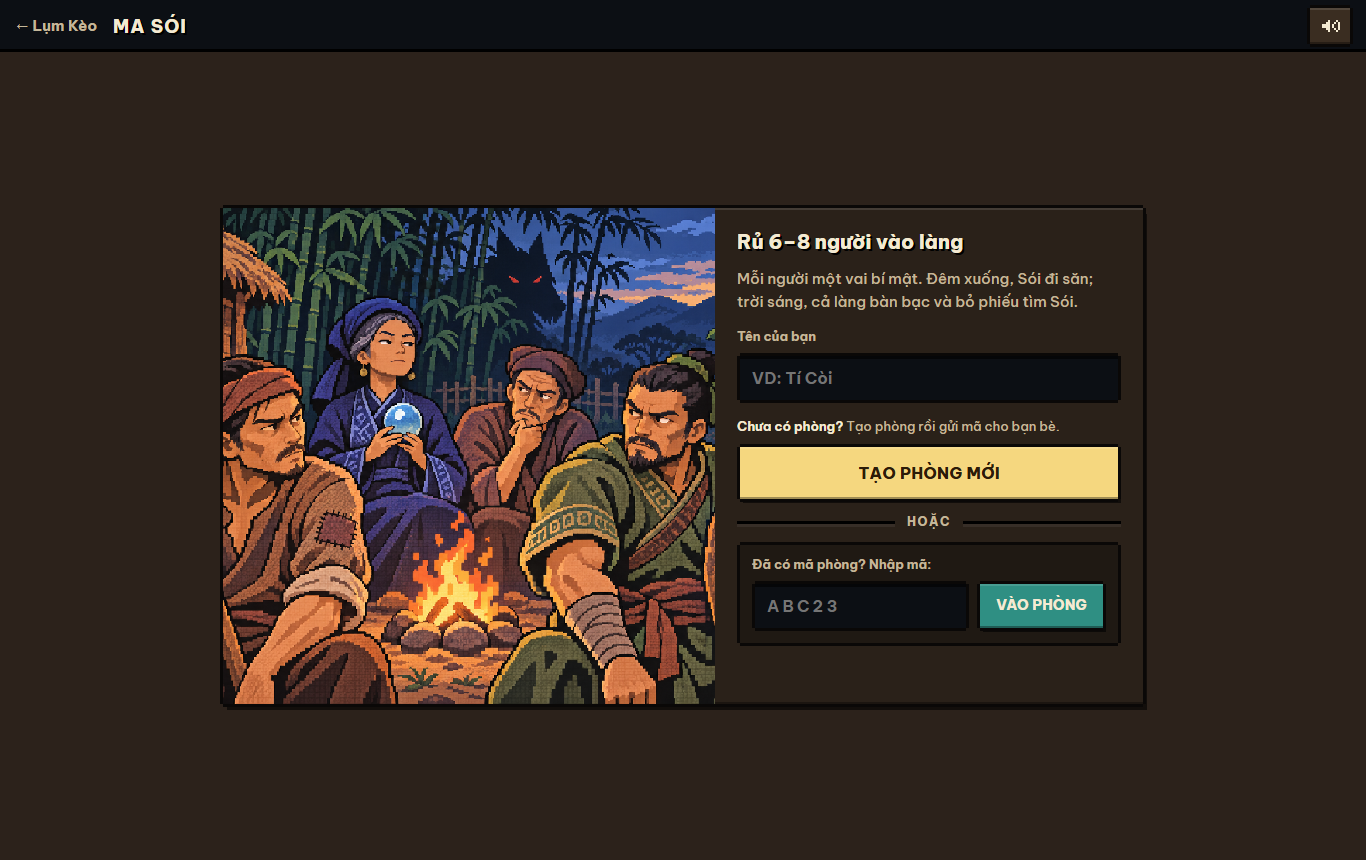 ← Lụm Kèo MA SÓI
Rủ 6–8 người vào làng
Mỗi người một vai bí mật. Đêm xuống, Sói đi săn;
trời sáng, cả làng bàn bạc và bỏ phiếu tìm Sói.
Tên của bạn
VD: Tí Còi
Chưa có phòng? Tạo phòng rồi gửi mã cho bạn bè.
TẠO PHÒNG MỚI
HOẶC
Đã có mã phòng? Nhập mã:
ABC23
VÀO PHÒNG